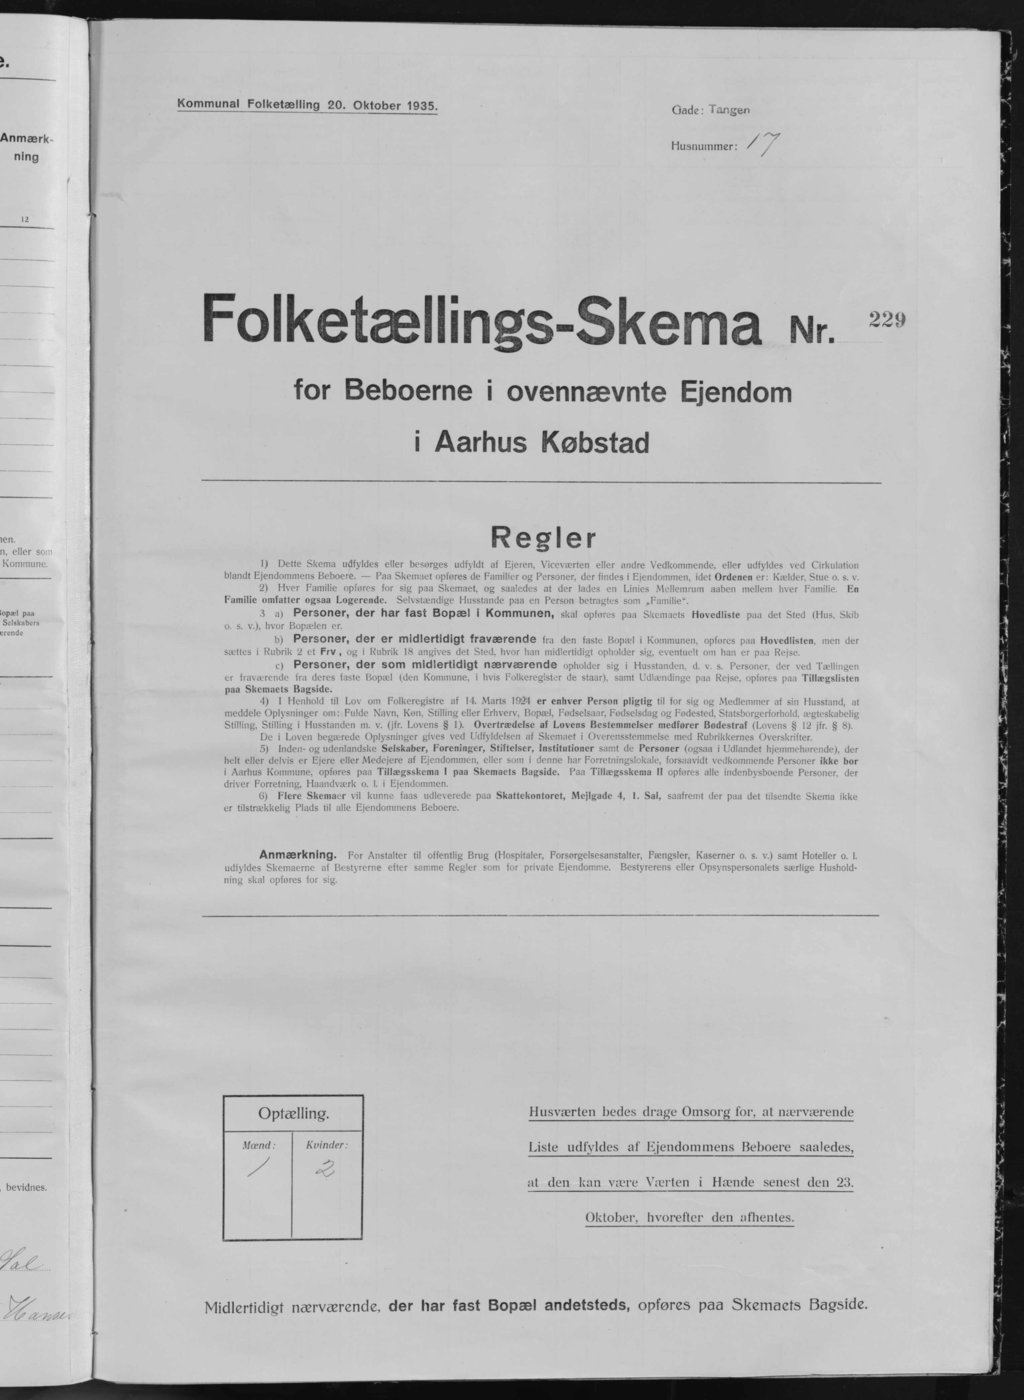 e.
Anmærk-
ning
12
nen.
n, eller som
Kommune.
Bopæl paa
Selskabers
ærende
, bevidnes.
Sal
Hansen
Kommunal Folketælling 20. Oktober 1935.
Gade: Tangen
Husnummer: 17
Folketællings-Skema Nr. 229
for Beboerne i ovennævnte Ejendom
i Aarhus Købstad
Regler
1) Dette Skema udfyldes eller besørges udfyldt af Ejeren, Viceværten eller andre Vedkommende, eller udfyldes ved Cirkulation
blandt Ejendommens Beboere. — Paa Skemaet opføres de Familier og Personer, der findes i Ejendommen, idet Ordenen er: Kælder, Stue o. s. v.
2) Hver Familie opføres for sig paa Skemaet, og saaledes at der lades en Linies Mellemrum aaben mellem hver Familie. En
Familie omfatter ogsaa Logerende. Selvstændige Husstande paa en Person betragtes som „Familie“.
3 a) Personer, der har fast Bopæl i Kommunen, skal opføres paa Skemaets Hovedliste paa det Sted (Hus, Skib
o. s. v.), hvor Bopælen er.
b) Personer, der er midlertidigt fraværende fra den faste Bopæl i Kommunen, opføres paa Hovedlisten, men der
sættes i Rubrik 2 et Frv, og i Rubrik 18 angives det Sted, hvor han midlertidigt opholder sig, eventuelt om han er paa Rejse.
c) Personer, der som midlertidigt nærværende opholder sig i Husstanden, d. v. s. Personer, der ved Tællingen
er fraværende fra deres faste Bopæl (den Kommune, i hvis Folkeregister de staar), samt Udlændinge paa Rejse, opføres paa Tillægslisten
paa Skemaets Bagside.
4) I Henhold til Lov om Folkeregistre af 14. Marts 1924 er enhver Person pligtig til for sig og Medlemmer af sin Husstand, at
meddele Oplysninger om: Fulde Navn, Køn, Stilling eller Erhverv, Bopæl, Fødselsaar, Fødselsdag og Fødested, Statsborgerforhold, ægteskabelig
Stilling, Stilling i Husstanden m. v. (jfr. Lovens § 1). Overtrædelse af Lovens Bestemmelser medfører Bødestraf (Lovens § 12 jfr. § 8).
De i Loven begærede Oplysninger gives ved Udfyldelsen af Skemaet i Overensstemmelse med Rubrikkernes Overskrifter.
5) Inden- og udenlandske Selskaber, Foreninger, Stiftelser, Institutioner samt de Personer (ogsaa i Udlandet hjemmehørende), der
helt eller delvis er Ejere eller Medejere af Ejendommen, eller som i denne har Forretningslokale, forsaavidt vedkommende Personer ikke bor
i Aarhus Kommune, opføres paa Tillægsskema I paa Skemaets Bagside. Paa Tillægsskema II opføres alle indenbysboende Personer, der
driver Forretning, Haandværk o. l. i Ejendommen.
6) Flere Skemaer vil kunne faas udleverede paa Skattekontoret, Mejlgade 4, 1. Sal, saafremt der paa det tilsendte Skema ikke
er tilstrækkelig Plads til alle Ejendommens Beboere.
Anmærkning. For Anstalter til offentlig Brug (Hospitaler, Forsørgelsesanstalter, Fængsler, Kaserner o. s. v.) samt Hoteller o. l.
udfyldes Skemaerne af Bestyrerne efter samme Regler som for private Ejendomme. Bestyrerens eller Opsynspersonalets særlige Hushold-
ning skal opføres for sig.
Optælling.
Mænd: Kvinder:
1 2
Husværten bedes drage Omsorg for, at nærværende
Liste udfyldes af Ejendommens Beboere saaledes,
at den kan være Værten i Hænde senest den 23.
Oktober, hvorefter den afhentes.
Midlertidigt nærværende, der har fast Bopæl andetsteds, opføres paa Skemaets Bagside.